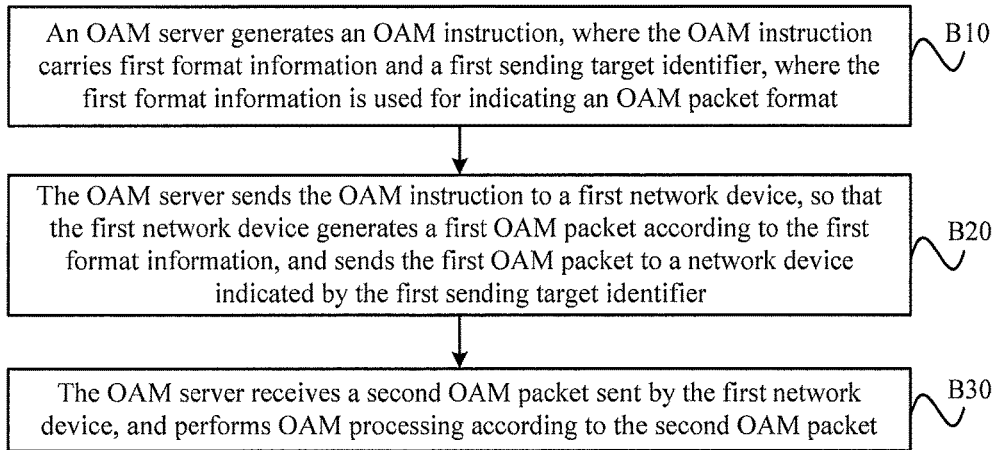 An OAM server generates an OAM instruction, where the OAM instruction
carries first format information and a first sending target identifier, where the
first format information is used for indicating an OAM packet format
B10
The OAM server sends the OAM instruction to a first network device, so that
the first network device generates a first OAM packet according to the first
format information, and sends the first OAM packet to a network device
indicated by the first sending target identifier
B20
The OAM server receives a second OAM packet sent by the first network
device, and performs OAM processing according to the second OAM packet
B30